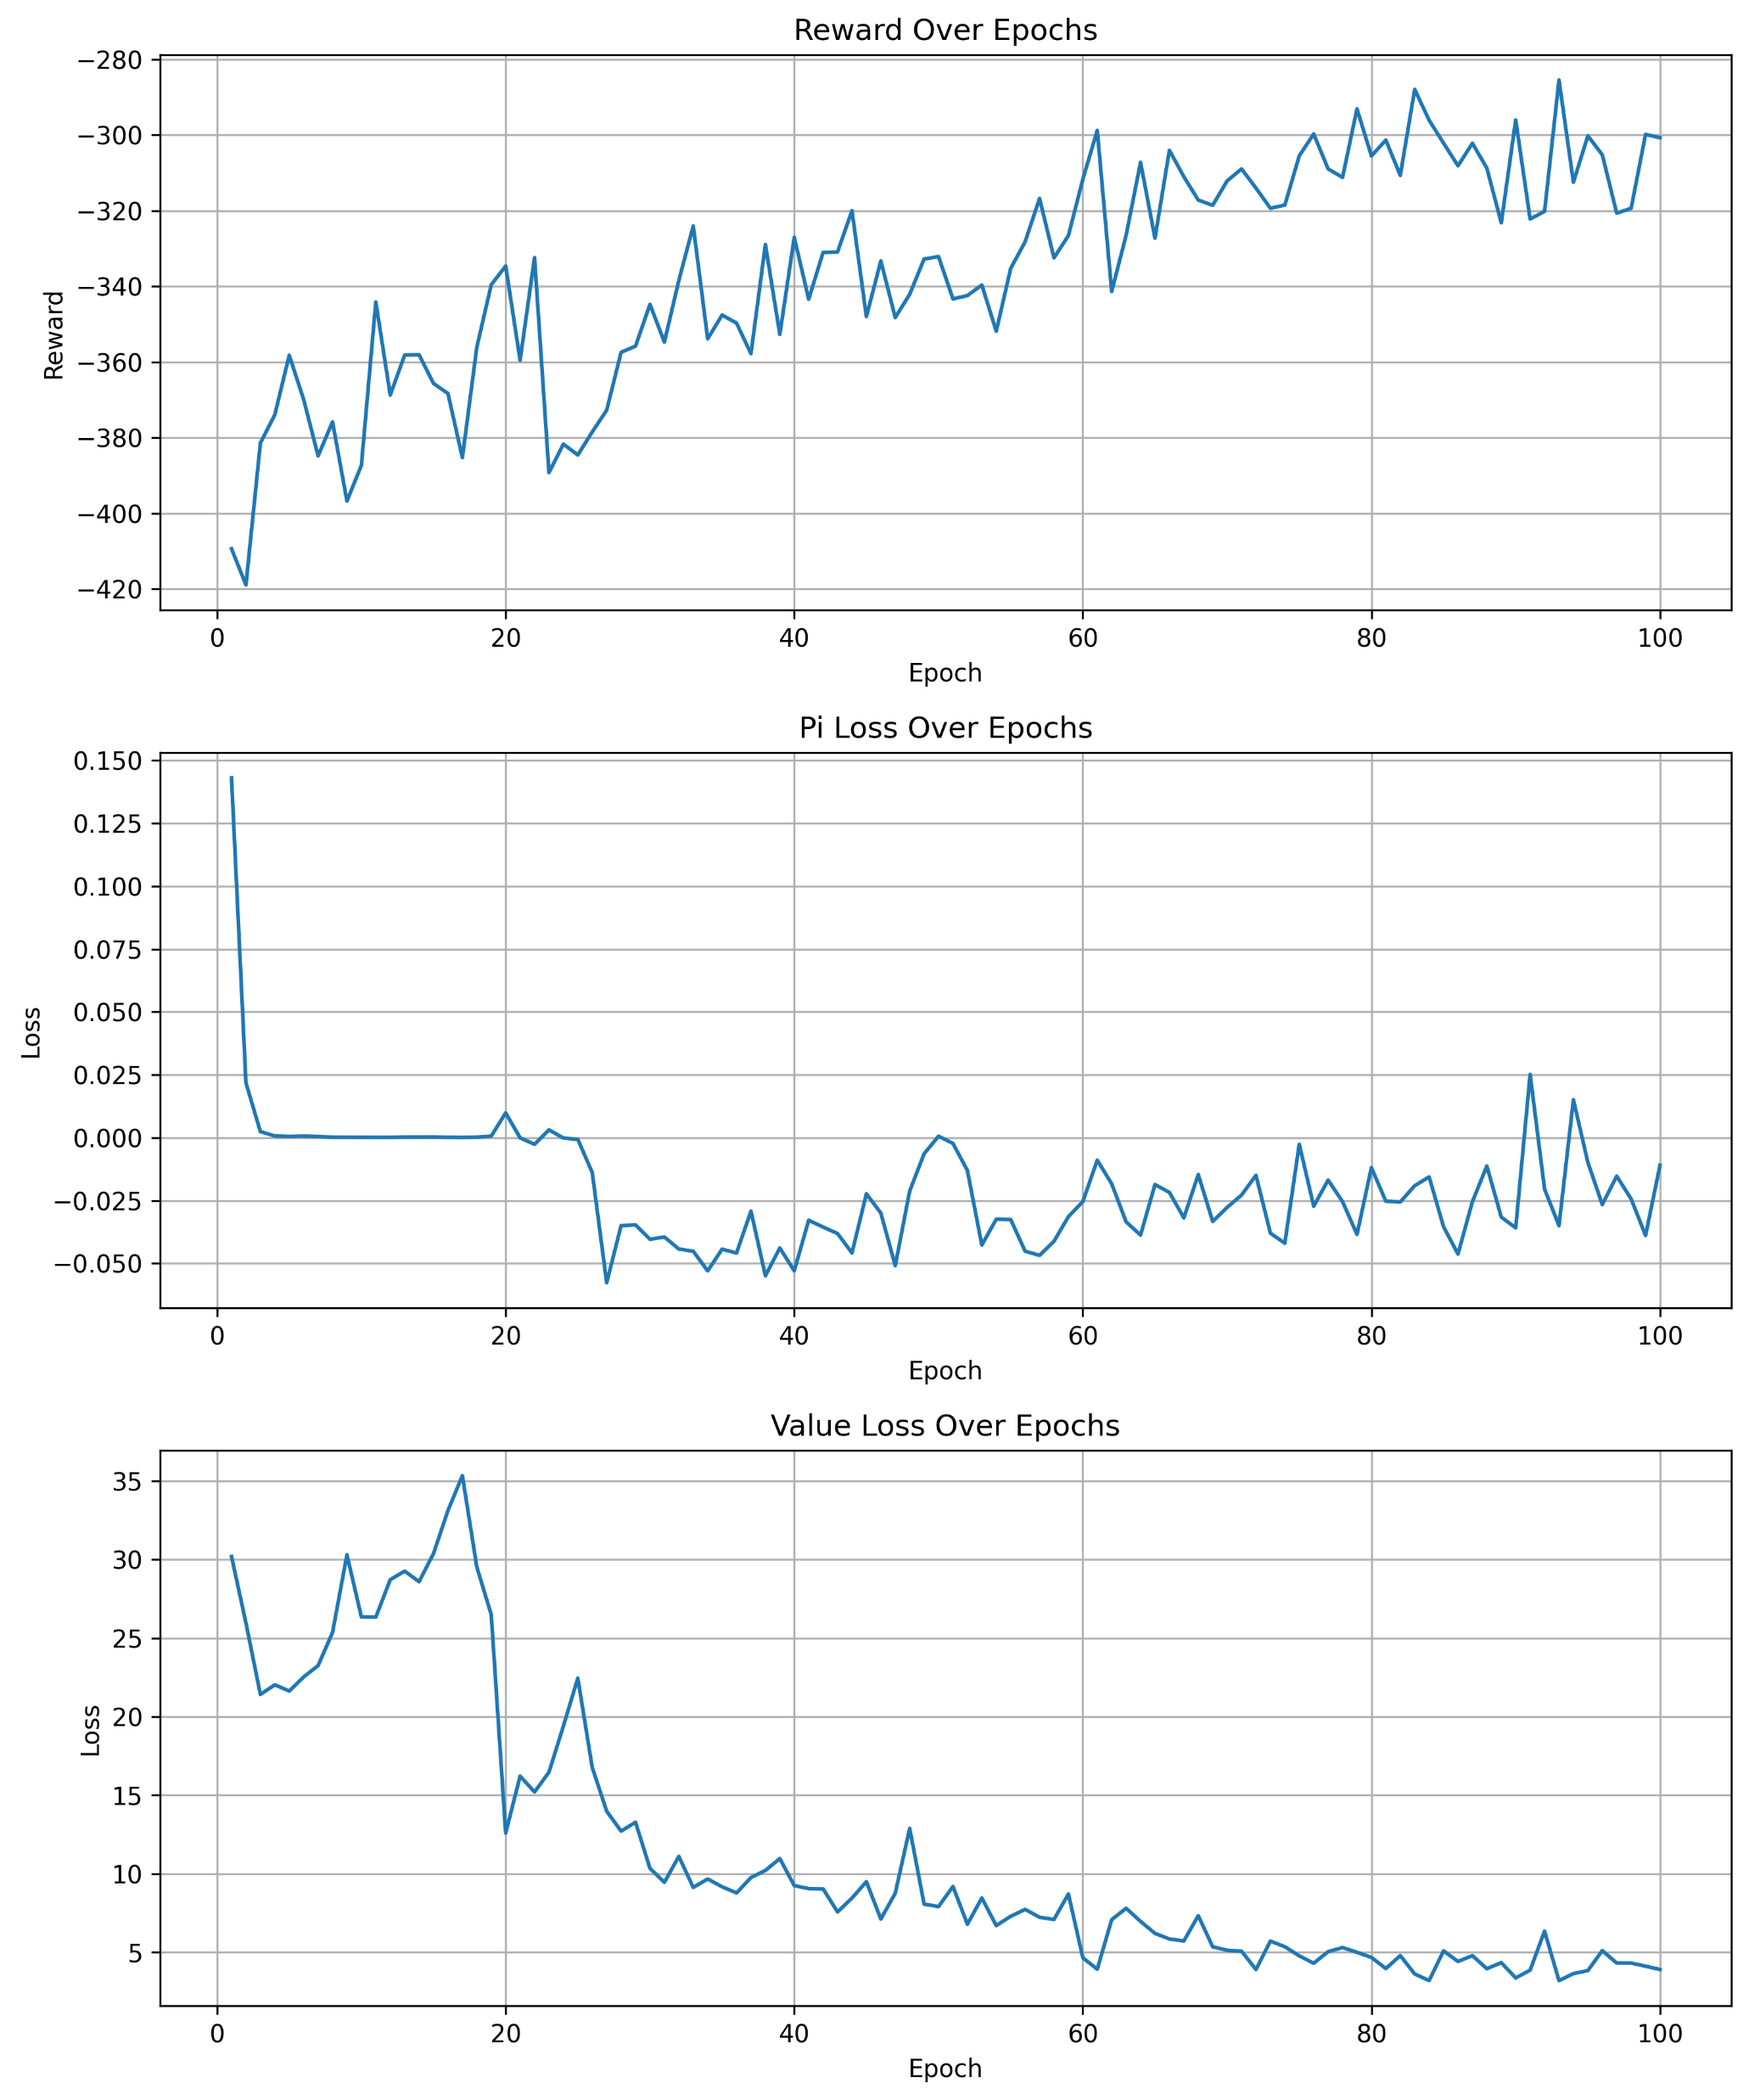 Reward Over Epochs
−280
−300
−320
−340
−360
−380
−400
−420
Reward
0 20 40 60 80 100
Epoch
Pi Loss Over Epochs
0.150
0.125
0.100
0.075
0.050
0.025
0.000
−0.025
−0.050
Loss
0 20 40 60 80 100
Epoch
Value Loss Over Epochs
35
30
25
20
15
10
5
Loss
0 20 40 60 80 100
Epoch